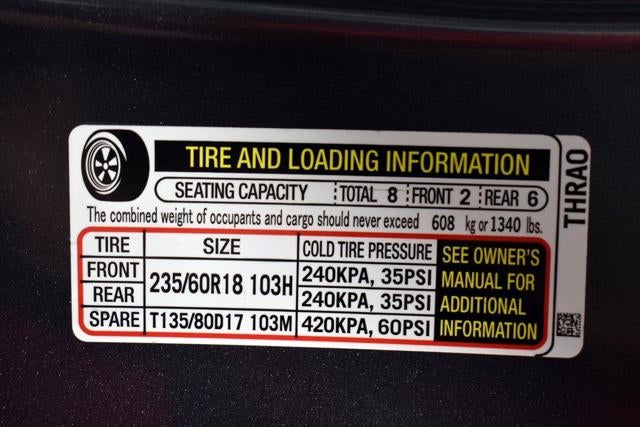 TIRE AND LOADING INFORMATION
SEATING CAPACITY TOTAL 8 FRONT 2 REAR 6
The combined weight of occupants and cargo should never exceed 608 kg or 1340 lbs.
TIRE SIZE COLD TIRE PRESSURE SEE OWNER'S
FRONT 235/60R18 103H 240KPA, 35PSI MANUAL FOR
REAR 240KPA, 35PSI ADDITIONAL
SPARE T135/80D17 103M 420KPA, 60PSI INFORMATION
THRA0